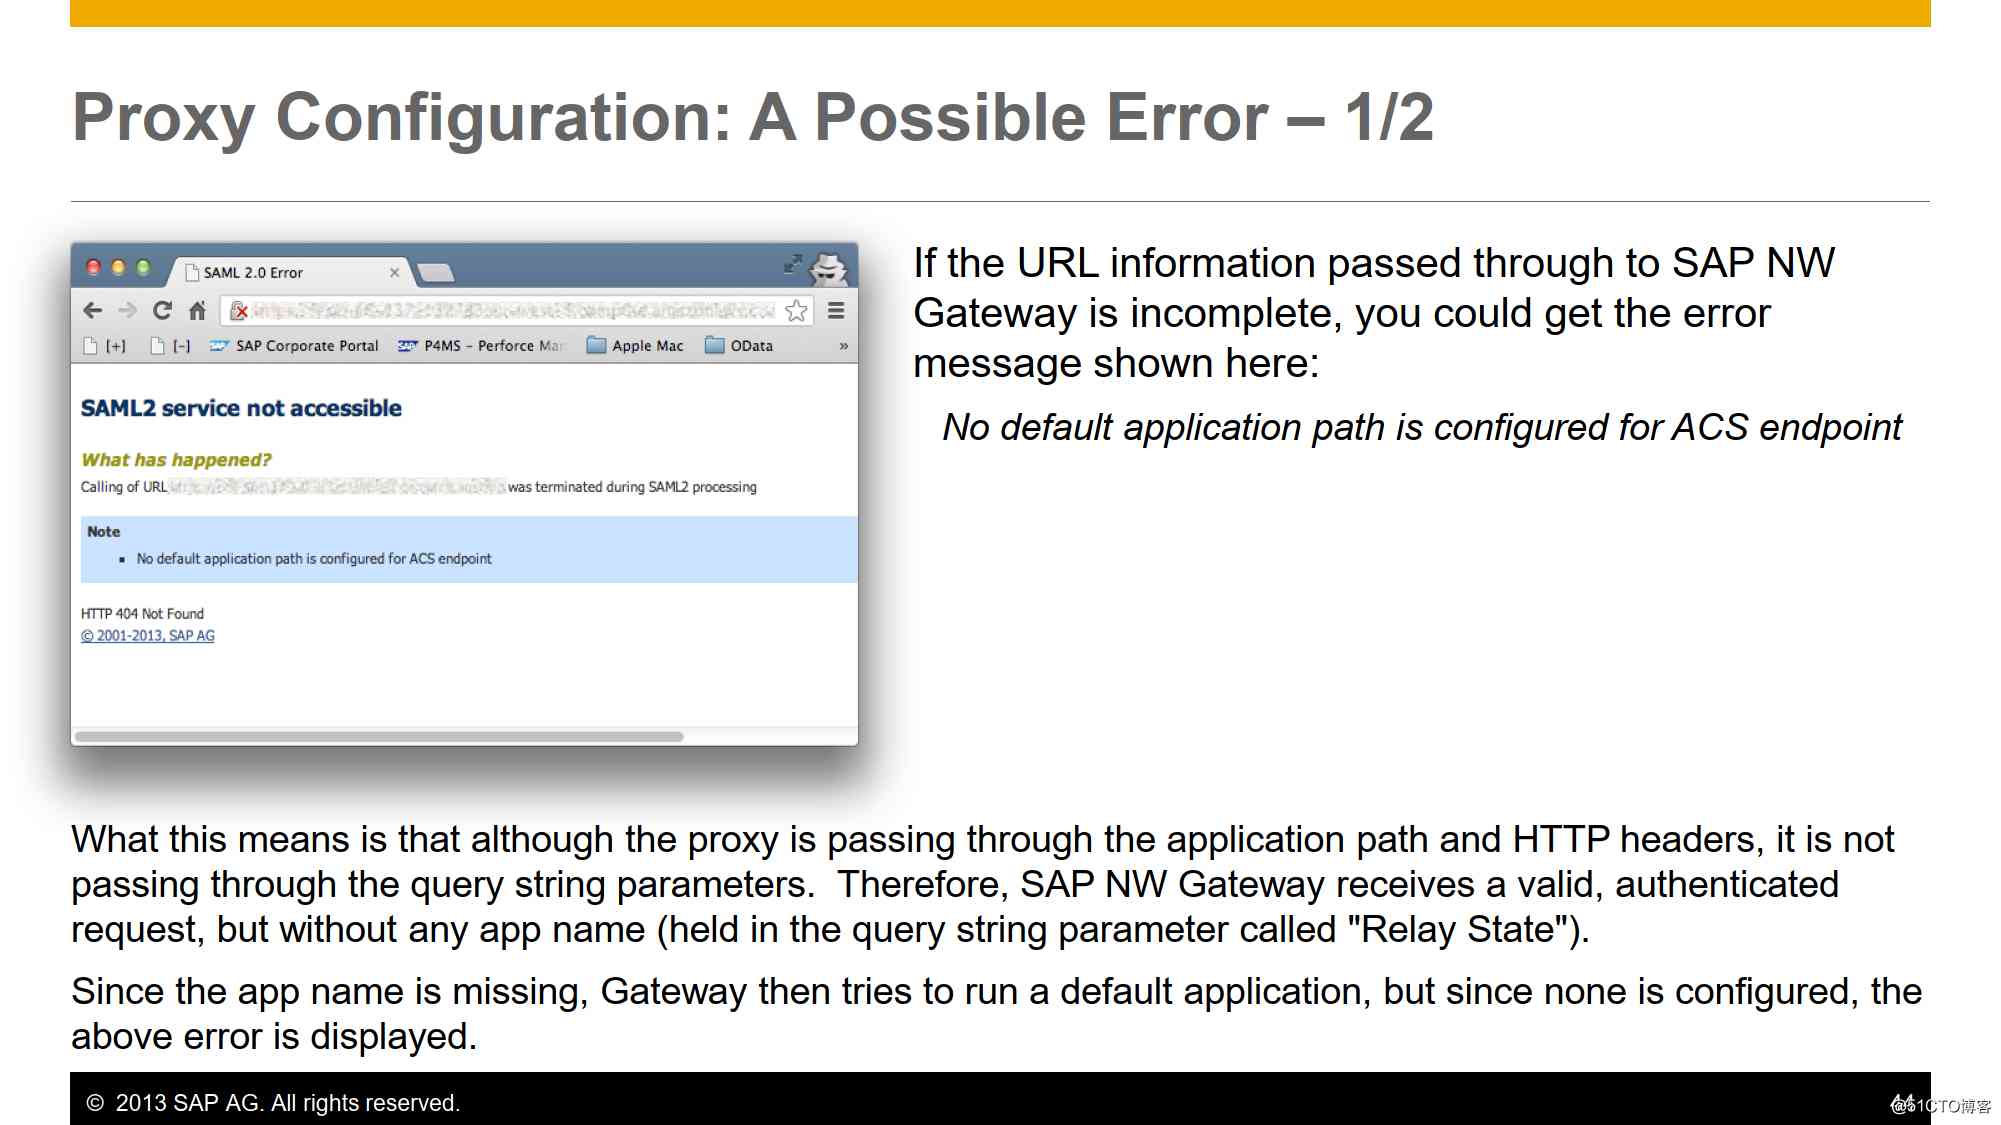 Proxy Configuration: A Possible Error – 1/2
SAML 2.0 Error
[+] [-] SAP Corporate Portal P4MS - Perforce Mar Apple Mac OData »
SAML2 service not accessible
What has happened?
Calling of URL was terminated during SAML2 processing
Note
▪ No default application path is configured for ACS endpoint
HTTP 404 Not Found
© 2001-2013, SAP AG
If the URL information passed through to SAP NW
Gateway is incomplete, you could get the error
message shown here:
No default application path is configured for ACS endpoint
What this means is that although the proxy is passing through the application path and HTTP headers, it is not
passing through the query string parameters. Therefore, SAP NW Gateway receives a valid, authenticated
request, but without any app name (held in the query string parameter called "Relay State").
Since the app name is missing, Gateway then tries to run a default application, but since none is configured, the
above error is displayed.
© 2013 SAP AG. All rights reserved.
@51CTO博客